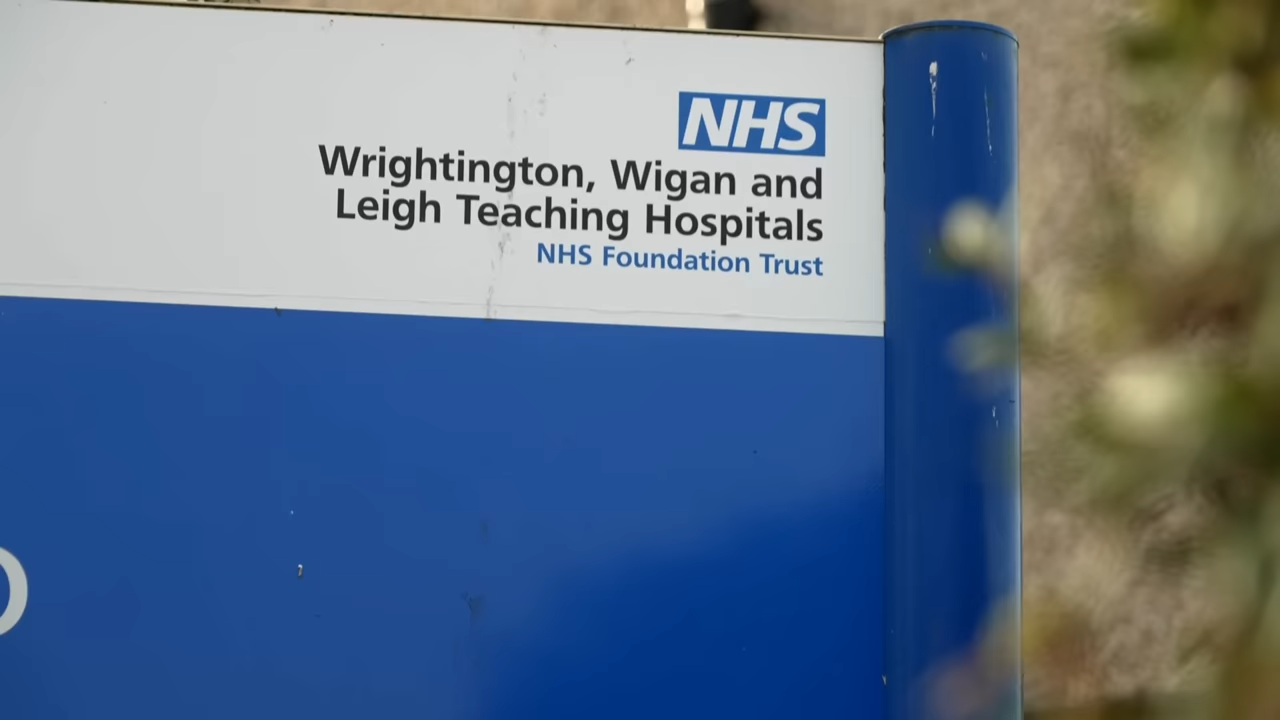 NHS
Wrightington, Wigan and
Leigh Teaching Hospitals
NHS Foundation Trust